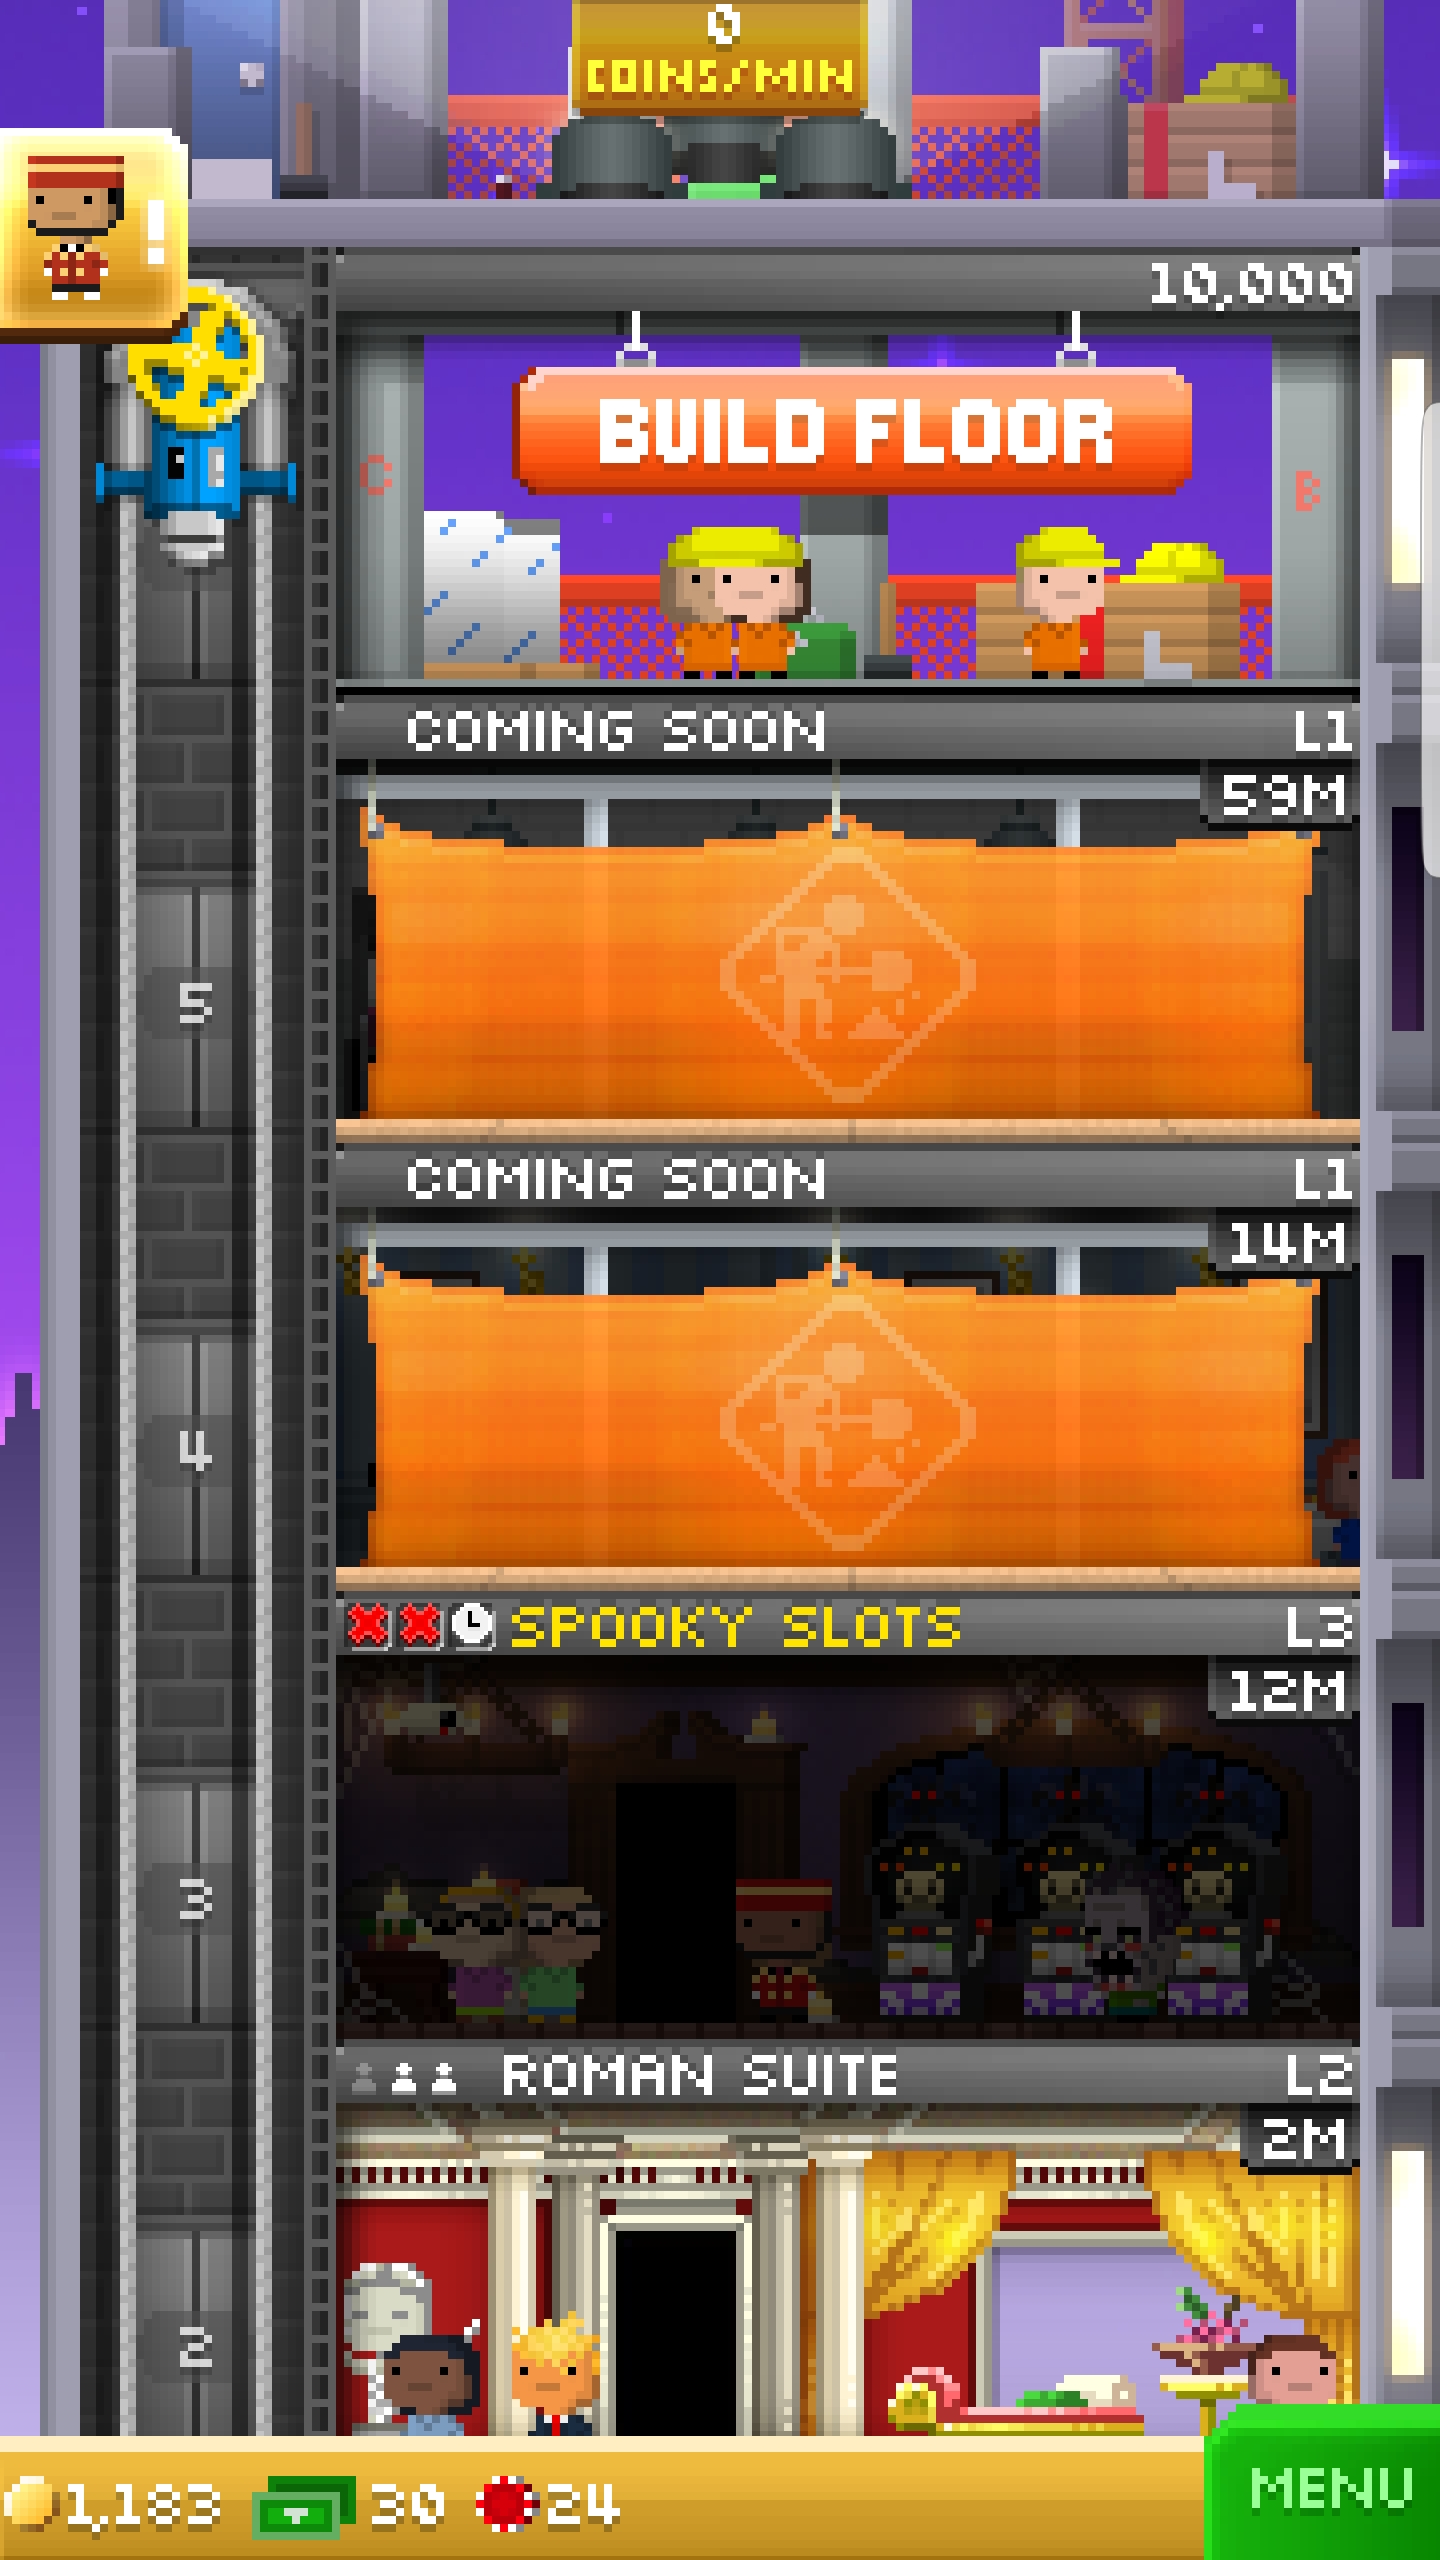 0
COINS/MIN
!
10,000
BUILD FLOOR
C
B
COMING SOON L1
59M
5
COMING SOON L1
14M
4
SPOOKY SLOTS L3
12M
3
ROMAN SUITE L2
2M
2
1,183 30 24
MENU